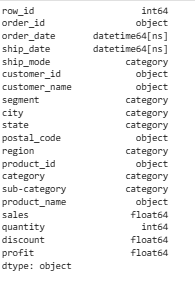 row_id int64
order_id object
order_date datetime64[ns]
ship_date datetime64[ns]
ship_mode category
customer_id object
customer_name object
segment category
city category
state category
postal_code object
region category
product_id object
category category
sub-category category
product_name object
sales float64
quantity int64
discount float64
profit float64
dtype: object